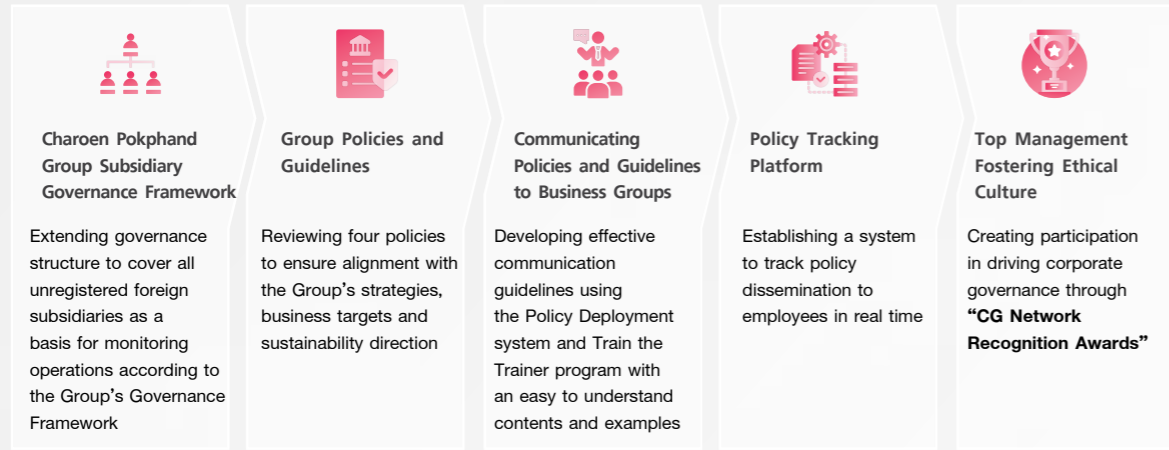 Charoen Pokphand
Group Subsidiary
Governance Framework
Extending governance
structure to cover all
unregistered foreign
subsidiaries as a
basis for monitoring
operations according to
the Group’s Governance
Framework
Group Policies and
Guidelines
Reviewing four policies
to ensure alignment with
the Group’s strategies,
business targets and
sustainability direction
Communicating
Policies and Guidelines
to Business Groups
Developing effective
communication
guidelines using
the Policy Deployment
system and Train the
Trainer program with
an easy to understand
contents and examples
Policy Tracking
Platform
Establishing a system
to track policy
dissemination to
employees in real time
Top Management
Fostering Ethical
Culture
Creating participation
in driving corporate
governance through
“CG Network
Recognition Awards”